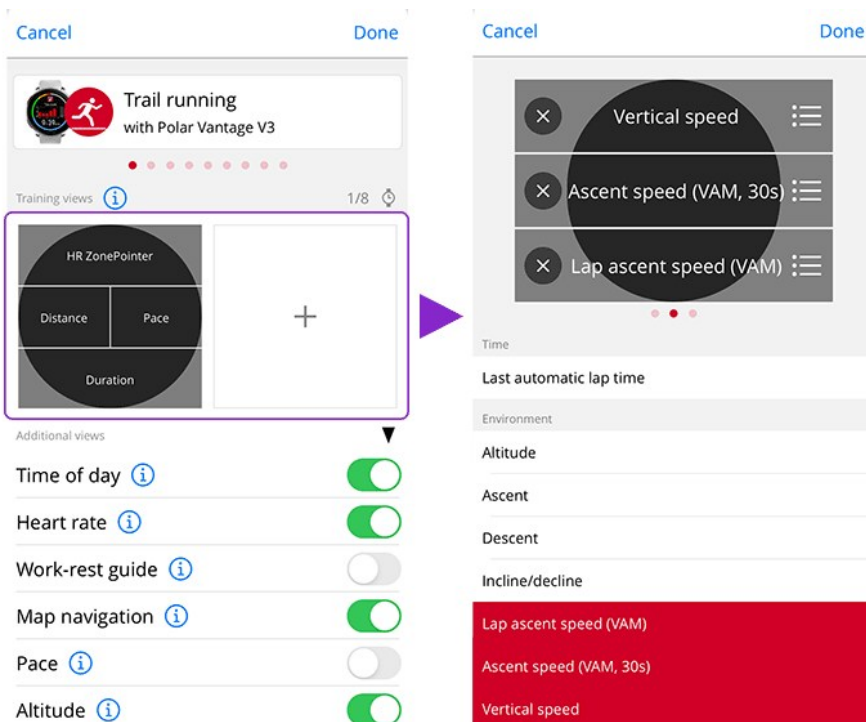 Cancel
Done
Trail running
with Polar Vantage V3
Training views
1/8
HR ZonePointer
Distance
Pace
Duration
Additional views
Time of day
Heart rate
Work-rest guide
Map navigation
Pace
Altitude
Cancel
Done
Vertical speed
Ascent speed (VAM, 30s)
Lap ascent speed (VAM)
Time
Last automatic lap time
Environment
Altitude
Ascent
Descent
Incline/decline
Lap ascent speed (VAM)
Ascent speed (VAM, 30s)
Vertical speed